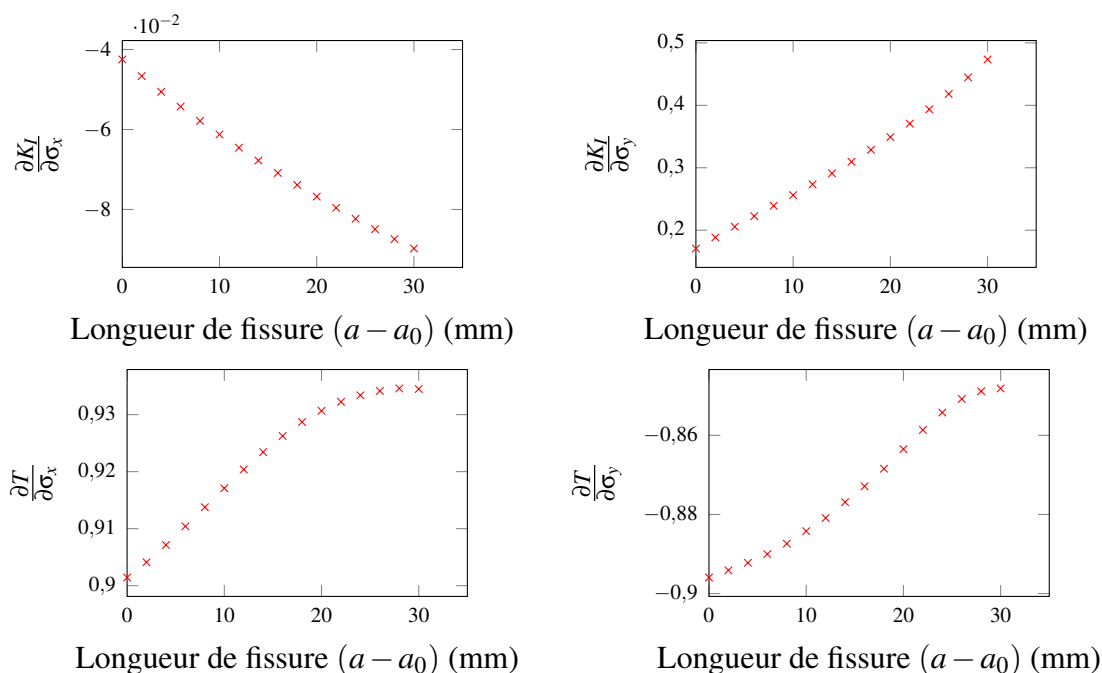 ·10−2
−4
−6
−8
∂K_I/∂σ_x
0 10 20 30
Longueur de fissure (a − a0) (mm)
0,5
0,4
0,3
0,2
∂K_I/∂σ_y
0 10 20 30
Longueur de fissure (a − a0) (mm)
0,93
0,92
0,91
0,9
∂T/∂σ_x
0 10 20 30
Longueur de fissure (a − a0) (mm)
−0,86
−0,88
−0,9
∂T/∂σ_y
0 10 20 30
Longueur de fissure (a − a0) (mm)